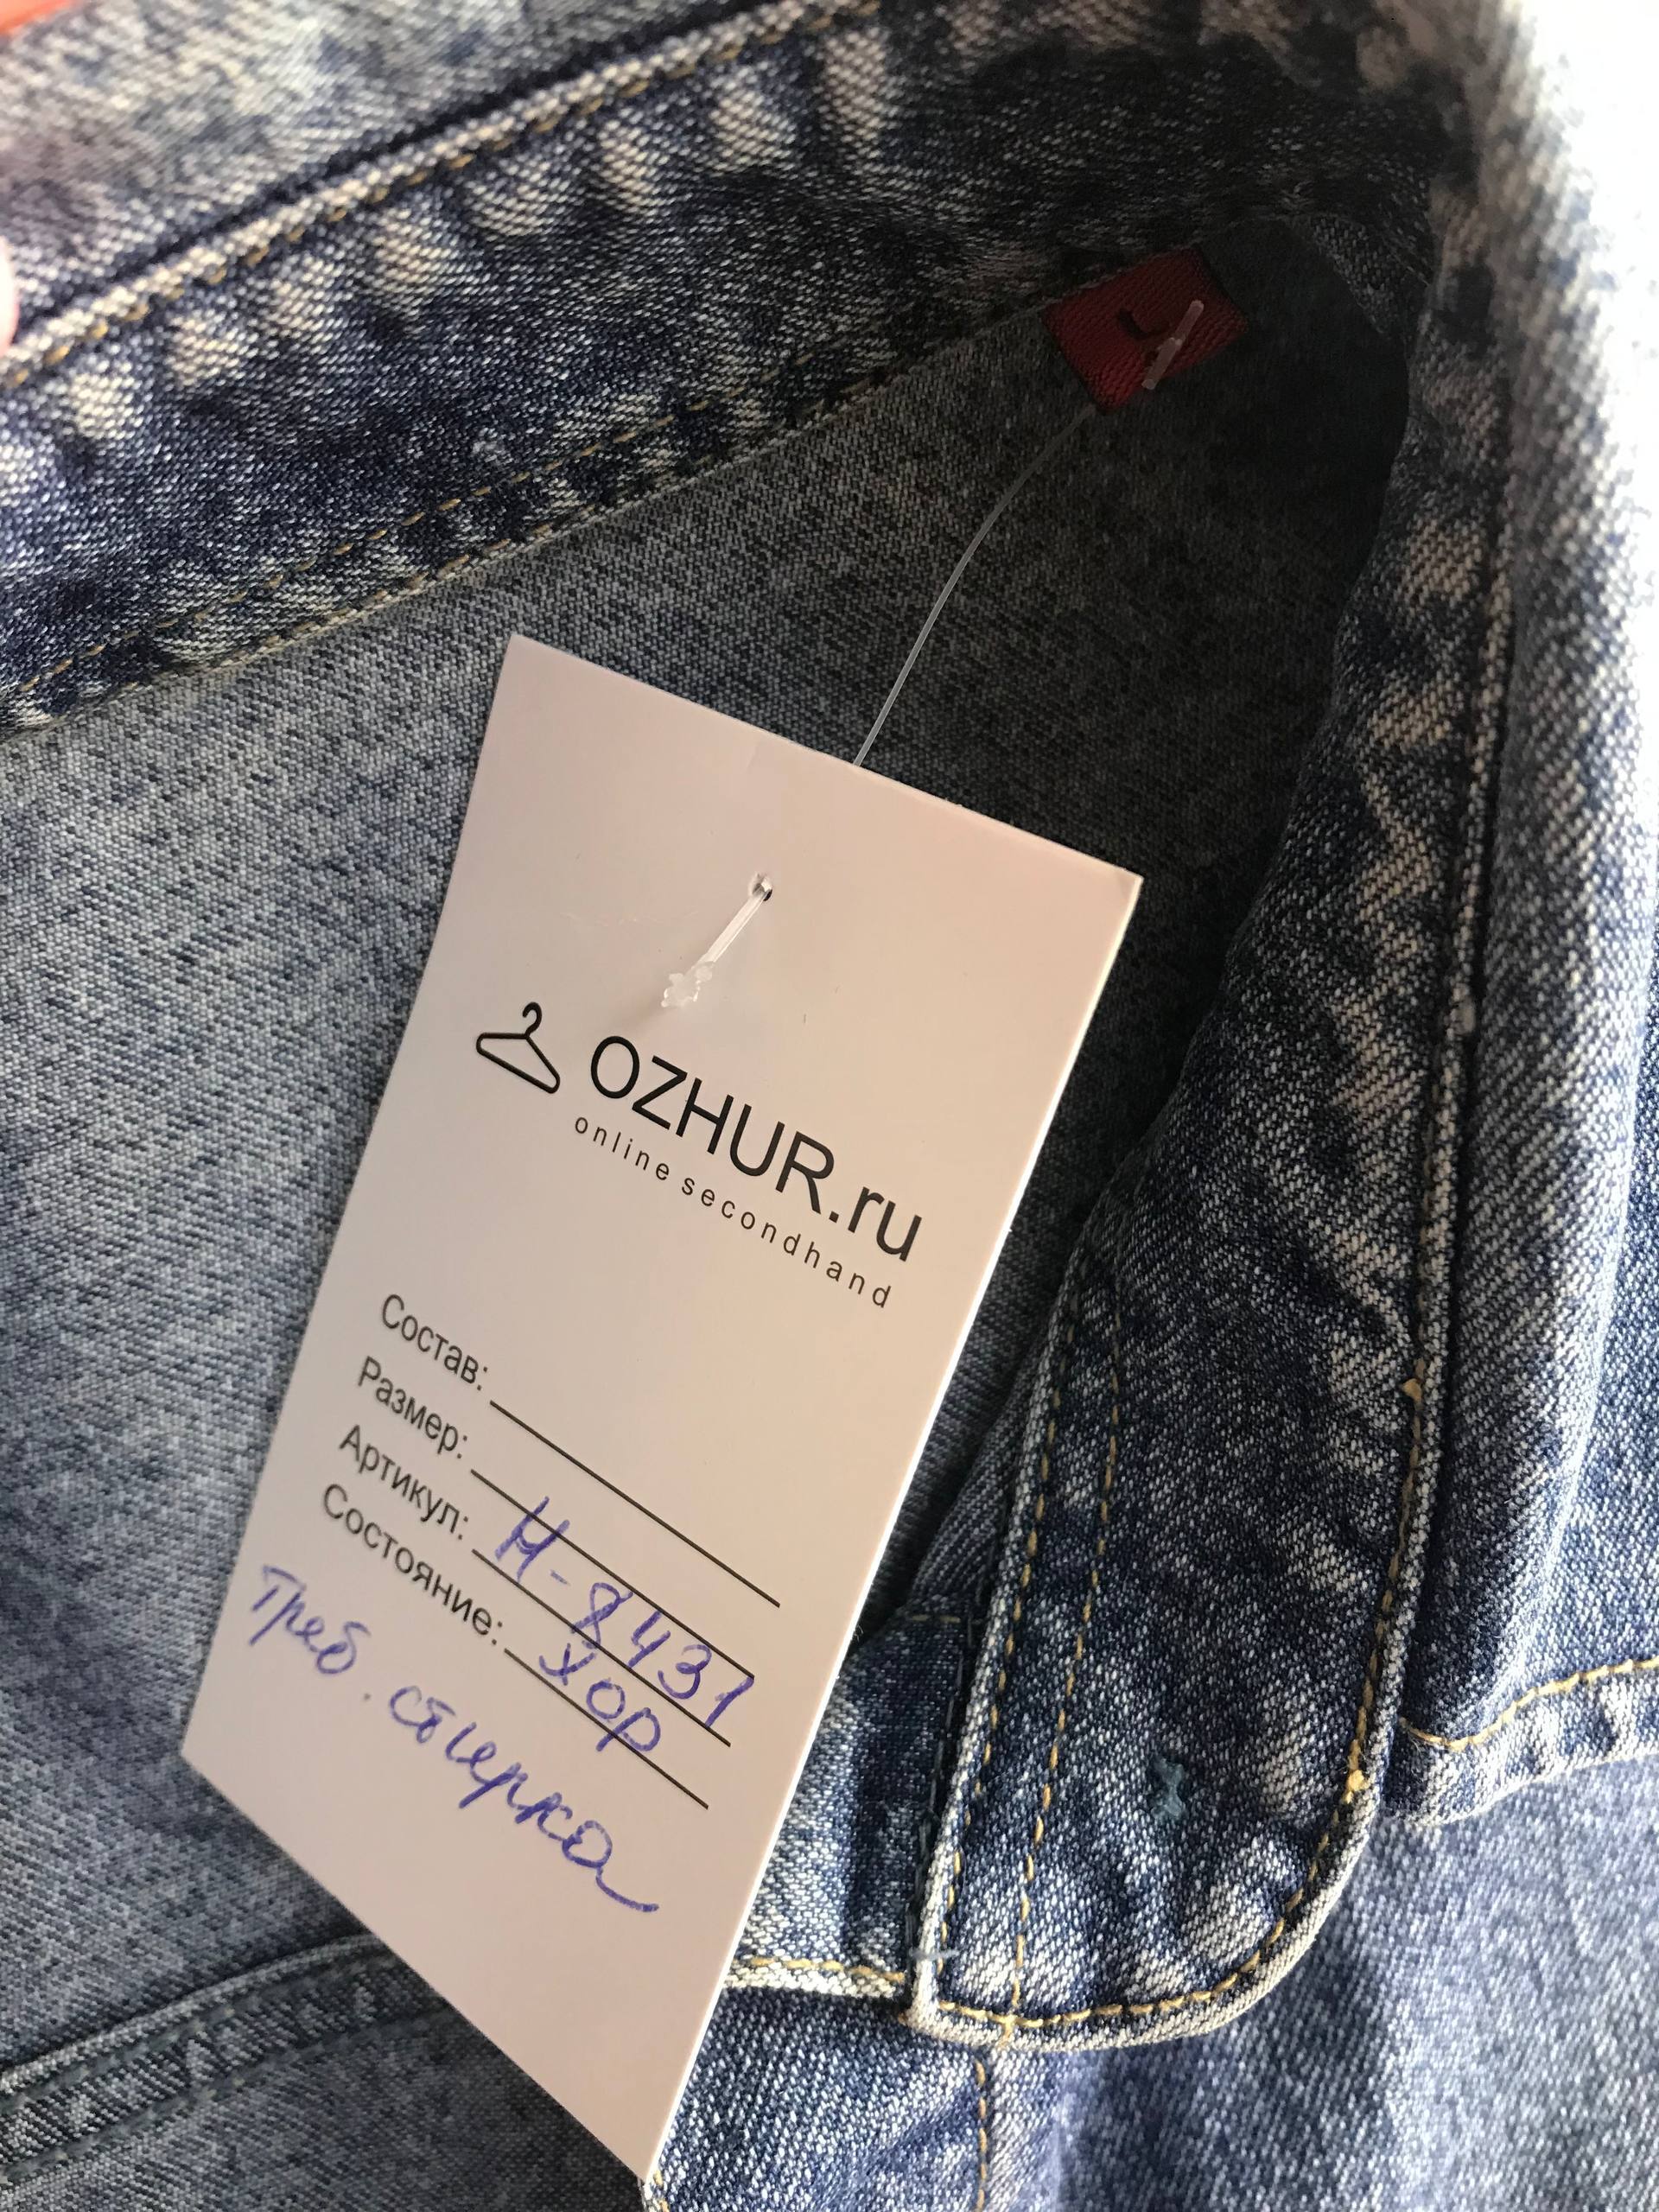 L
OZHUR.ru
online secondhand
Состав:
Размер:
Артикул: Н-8431
Состояние: хор
Треб. стирка